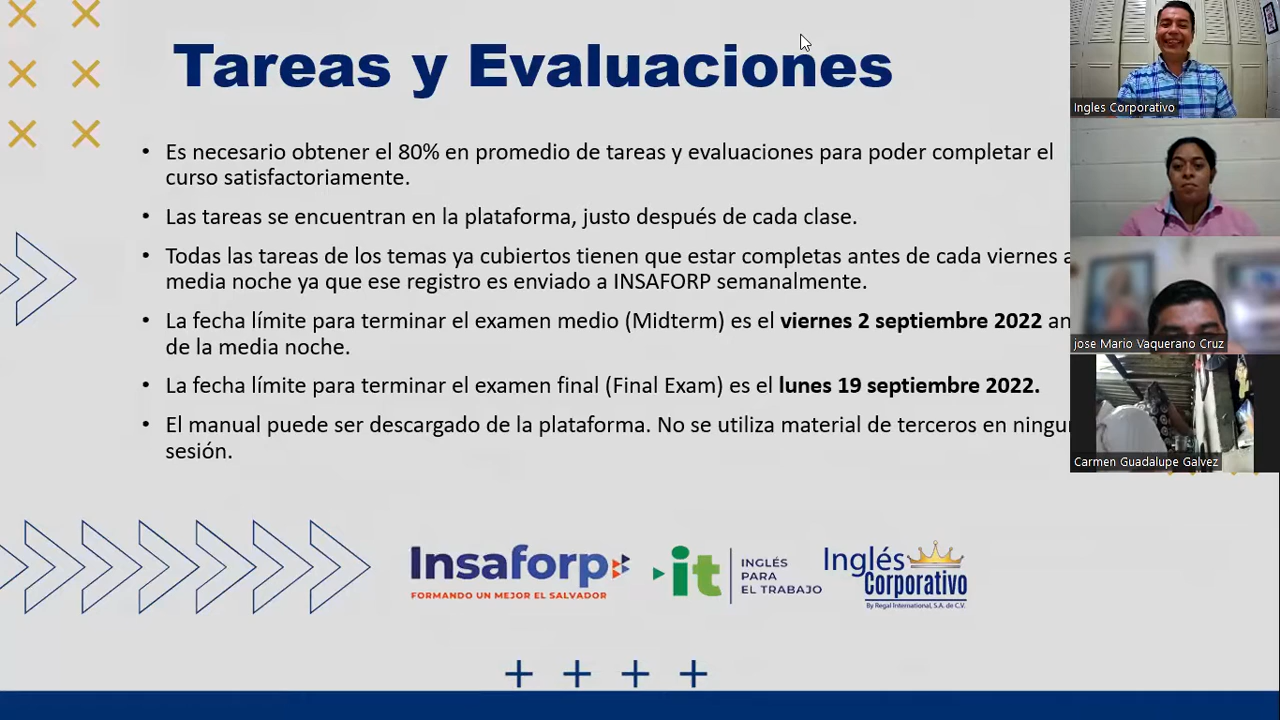 Tareas y Evaluaciones
• Es necesario obtener el 80% en promedio de tareas y evaluaciones para poder completar el
curso satisfactoriamente.
• Las tareas se encuentran en la plataforma, justo después de cada clase.
• Todas las tareas de los temas ya cubiertos tienen que estar completas antes de cada viernes a
media noche ya que ese registro es enviado a INSAFORP semanalmente.
• La fecha límite para terminar el examen medio (Midterm) es el viernes 2 septiembre 2022 an
de la media noche.
• La fecha límite para terminar el examen final (Final Exam) es el lunes 19 septiembre 2022.
• El manual puede ser descargado de la plataforma. No se utiliza material de terceros en ningu
sesión.
Insaforp
FORMANDO UN MEJOR EL SALVADOR
it
INGLÉS
PARA
EL TRABAJO
Inglés
Corporativo
By Regal International, S.A. de C.V.
Ingles Corporativo
jose Mario Vaquerano Cruz
Carmen Guadalupe Galvez